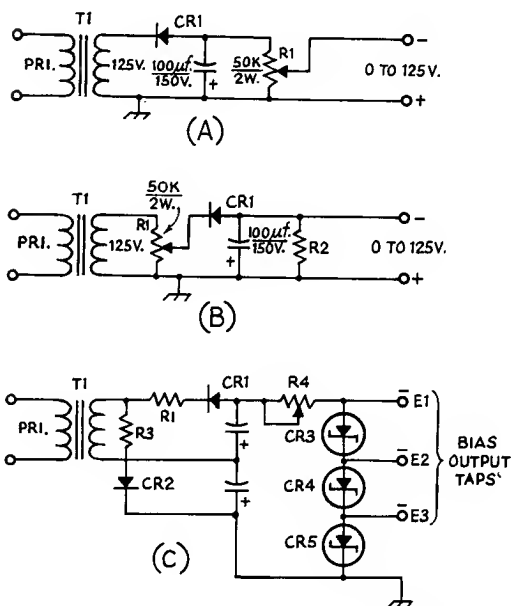 T1
CR1
PRI.
125V.
100µf.
150V.
+
50K
2W.
R1
−
0 TO 125V.
+
(A)
T1
50K
2W.
CR1
PRI.
125V.
R1
100µf.
150V.
+
R2
−
0 TO 125V.
+
(B)
T1
CR1
R4
PRI.
R1
R3
+
CR2
+
CR3
CR4
CR5
− E1
− E2
− E3
BIAS
OUTPUT
TAPS
(C)